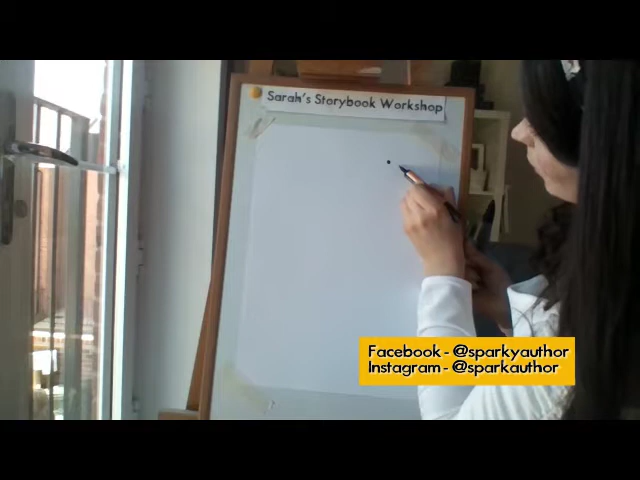 Sarah's Storybook Workshop
Facebook - @sparkyauthor
Instagram - @sparkauthor